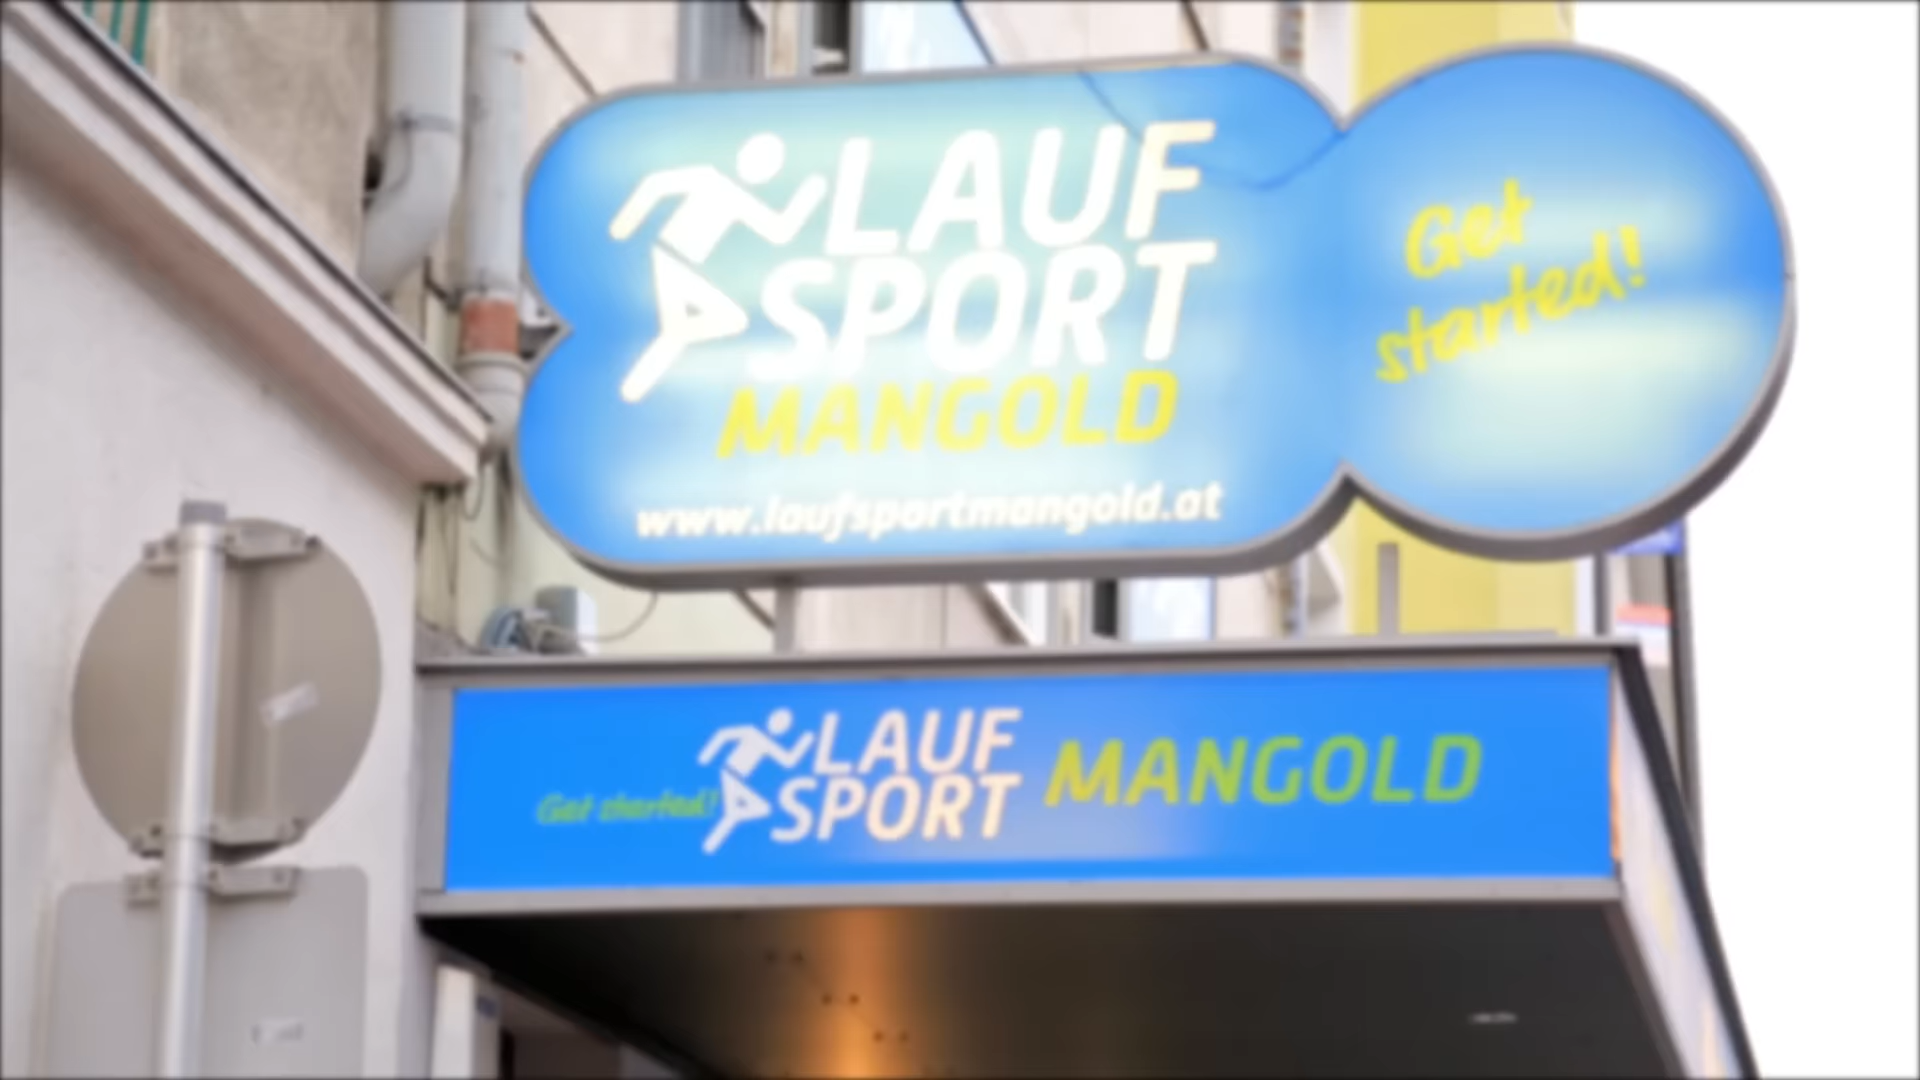 LAUF
SPORT
MANGOLD
www.laufsportmangold.at
Get
started!
Get started!
LAUF
SPORT
MANGOLD